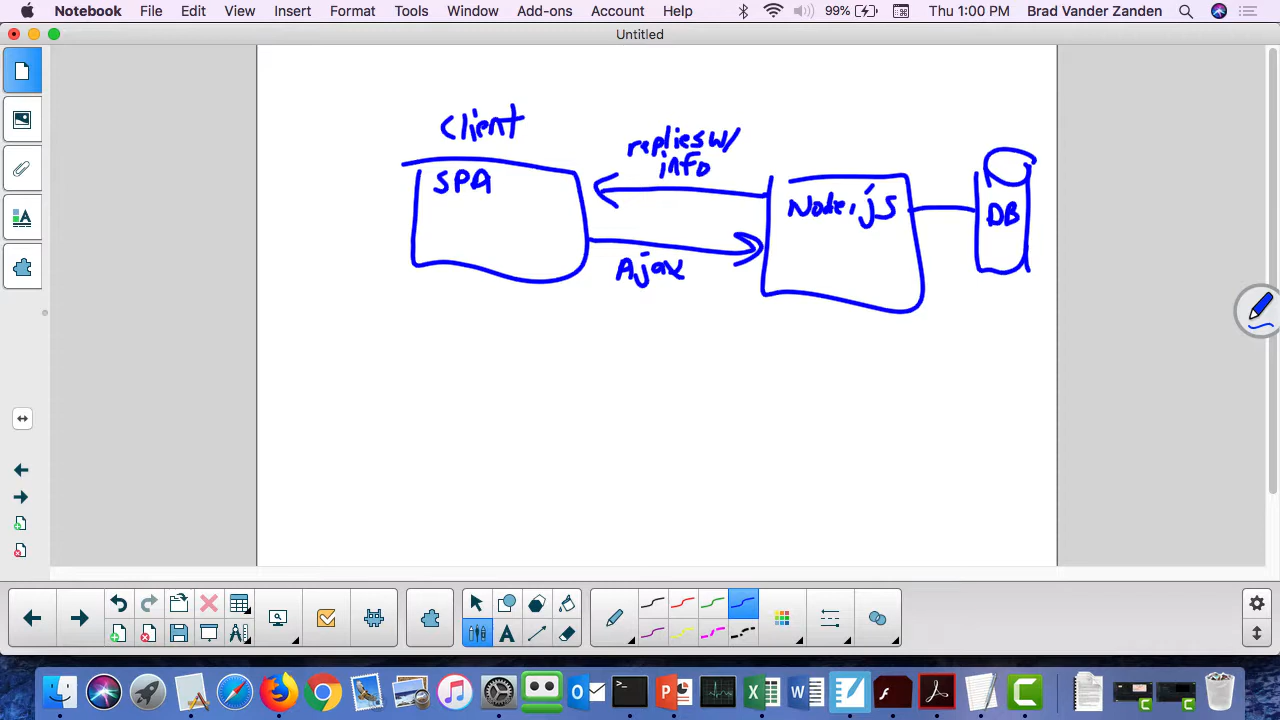 Notebook File Edit View Insert Format Tools Window Add-ons Account Help 99% Thu 1:00 PM Brad Vander Zanden
Untitled
Client
replies w/
info
SPA
Node.js
DB
Ajax